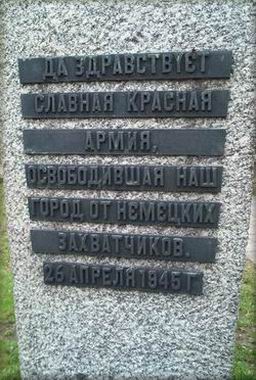 ДА ЗДРАВСТВУЕТ
СЛАВНАЯ КРАСНАЯ
АРМИЯ,
ОСВОБОДИВШАЯ НАШ
ГОРОД ОТ НЕМЕЦКИХ
ЗАХВАТЧИКОВ.
26 АПРЕЛЯ 1945 Г